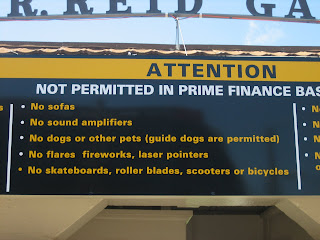 R. REID GA
ATTENTION
NOT PERMITTED IN PRIME FINANCE BAS
• No sofas
• No sound amplifiers
• No dogs or other pets (guide dogs are permitted)
• No flares fireworks, laser pointers
• No skateboards, roller blades, scooters or bicycles